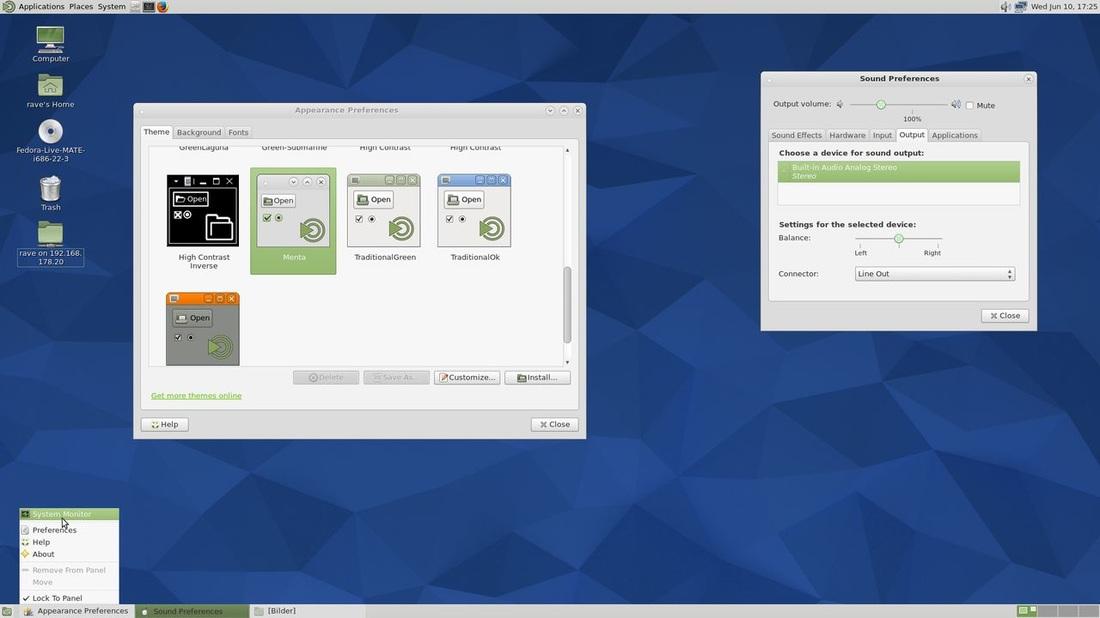 Applications Places System
Wed Jun 10, 17:25
Computer
rave's Home
Fedora-Live-MATE-
i686-22-3
Trash
rave on 192.168.
178.20
Appearance Preferences
Theme Background Fonts
GreenLaguna Green-Submarine High Contrast High Contrast
Open Open Open Open
High Contrast
Inverse
Menta
TraditionalGreen
TraditionalOk
Open
Delete Save As... Customize... Install...
Get more themes online
Help Close
Sound Preferences
Output volume: Mute
100%
Sound Effects Hardware Input Output Applications
Choose a device for sound output:
Built-in Audio Analog Stereo
Stereo
Settings for the selected device:
Balance:
Left Right
Connector: Line Out
Close
System Monitor
Preferences
Help
About
Remove From Panel
Move
Lock To Panel
Appearance Preferences Sound Preferences [Bilder]